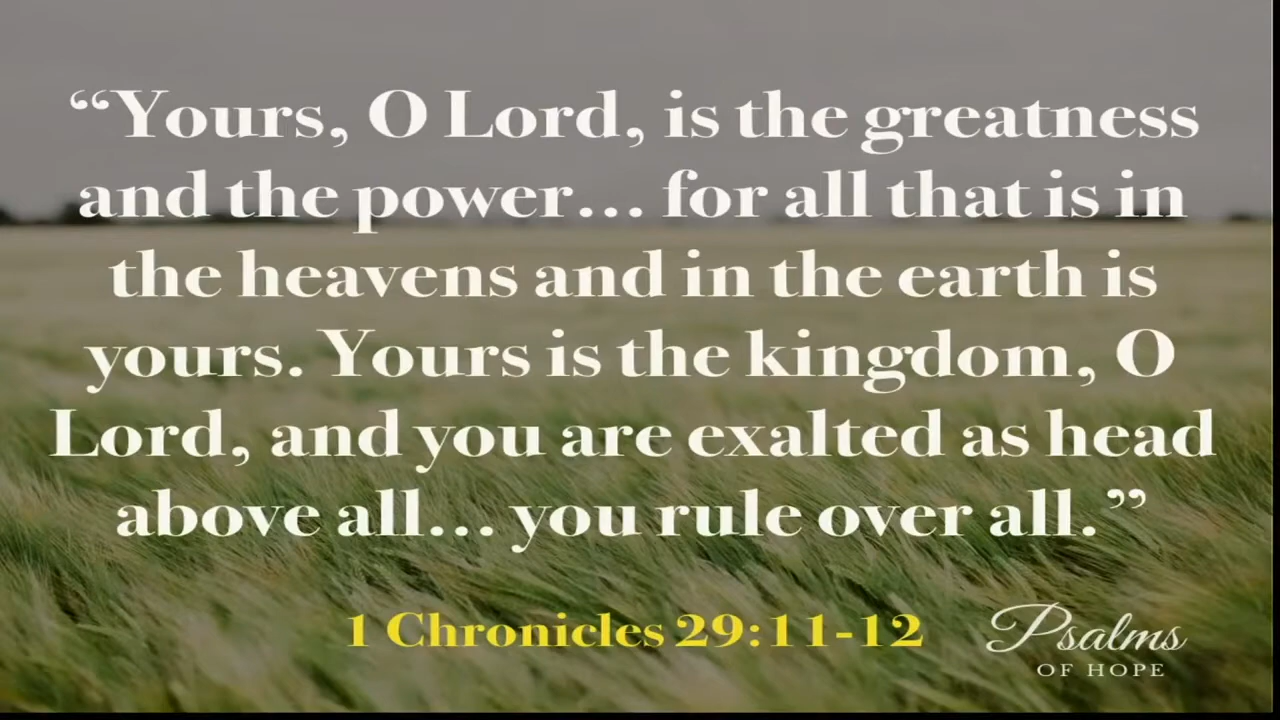 “Yours, O Lord, is the greatness
and the power... for all that is in
the heavens and in the earth is
yours. Yours is the kingdom, O
Lord, and you are exalted as head
above all... you rule over all.”
1 Chronicles 29:11-12
Psalms
OF HOPE